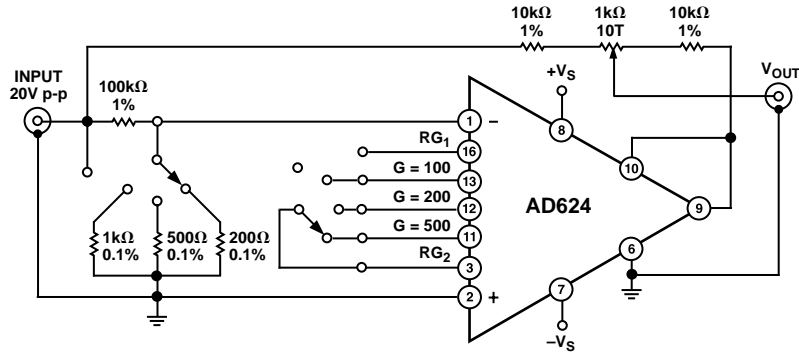 10kΩ
1%
1kΩ
10T
10kΩ
1%
INPUT
20V p-p
100kΩ
1%
+VS
VOUT
1
–
8
RG1
16
10
G = 100
13
G = 200
12
AD624
9
G = 500
11
1kΩ
0.1%
500Ω
0.1%
200Ω
0.1%
RG2
3
6
2
+
7
–VS